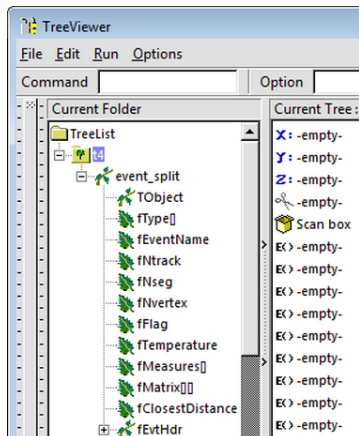 TreeViewer
File Edit Run Options
Command Option
Current Folder
TreeList
t4
event_split
TObject
fType[]
fEventName
fNtrack
fNseg
fNvertex
fFlag
fTemperature
fMeasures[]
fMatrix[][]
fClosestDistance
fEvtHdr
Current Tree :
X: -empty-
Y: -empty-
Z: -empty-
-empty-
Scan box
E() -empty-
E() -empty-
E() -empty-
E() -empty-
E() -empty-
E() -empty-
E() -empty-
E() -empty-
E() -empty-